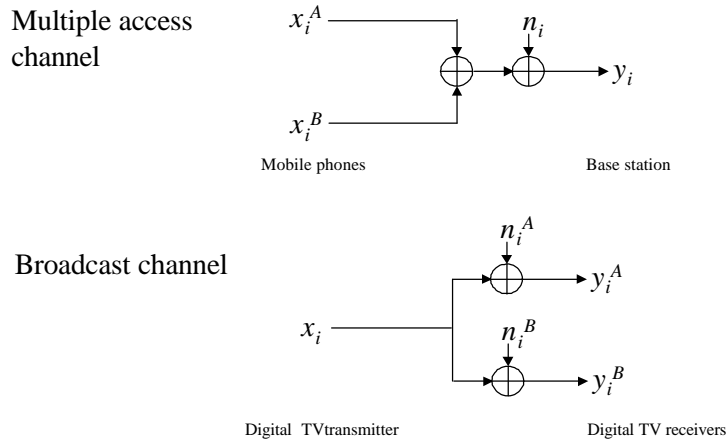 Multiple access
channel
x_i^A
n_i
y_i
x_i^B
Mobile phones
Base station
Broadcast channel
n_i^A
y_i^A
x_i
n_i^B
y_i^B
Digital TVtransmitter
Digital TV receivers